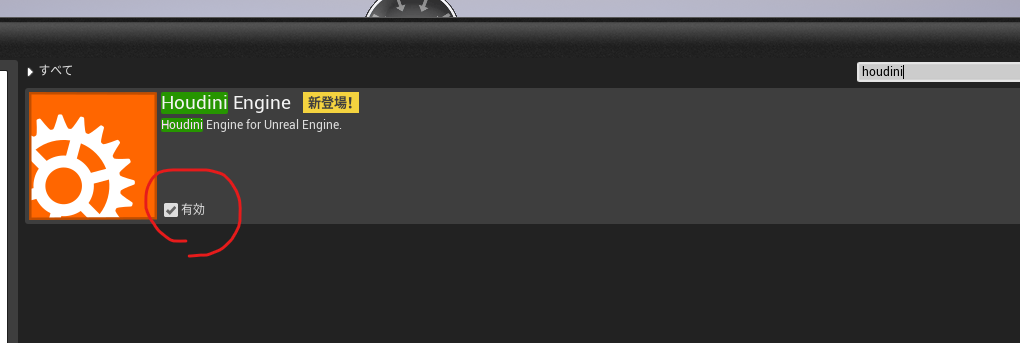 すべて
houdini
Houdini Engine 新登場!
Houdini Engine for Unreal Engine.
有効